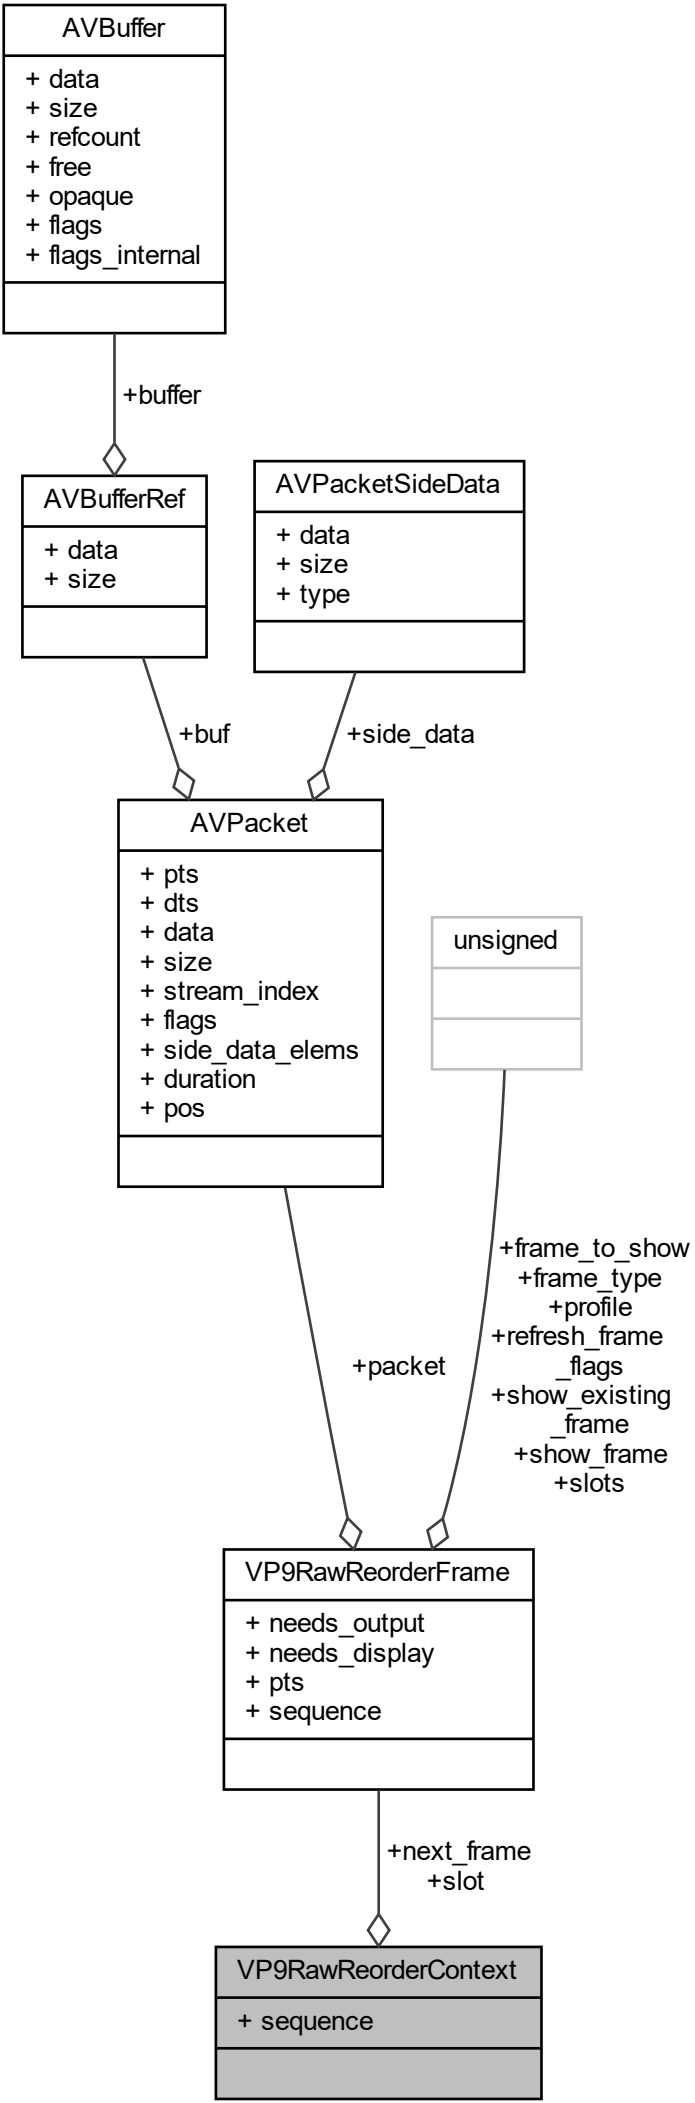 AVBuffer
+ data
+ size
+ refcount
+ free
+ opaque
+ flags
+ flags_internal
+buffer
AVBufferRef
+ data
+ size
AVPacketSideData
+ data
+ size
+ type
+buf
+side_data
AVPacket
+ pts
+ dts
+ data
+ size
+ stream_index
+ flags
+ side_data_elems
+ duration
+ pos
unsigned
+packet
+frame_to_show
+frame_type
+profile
+refresh_frame
_flags
+show_existing
_frame
+show_frame
+slots
VP9RawReorderFrame
+ needs_output
+ needs_display
+ pts
+ sequence
+next_frame
+slot
VP9RawReorderContext
+ sequence